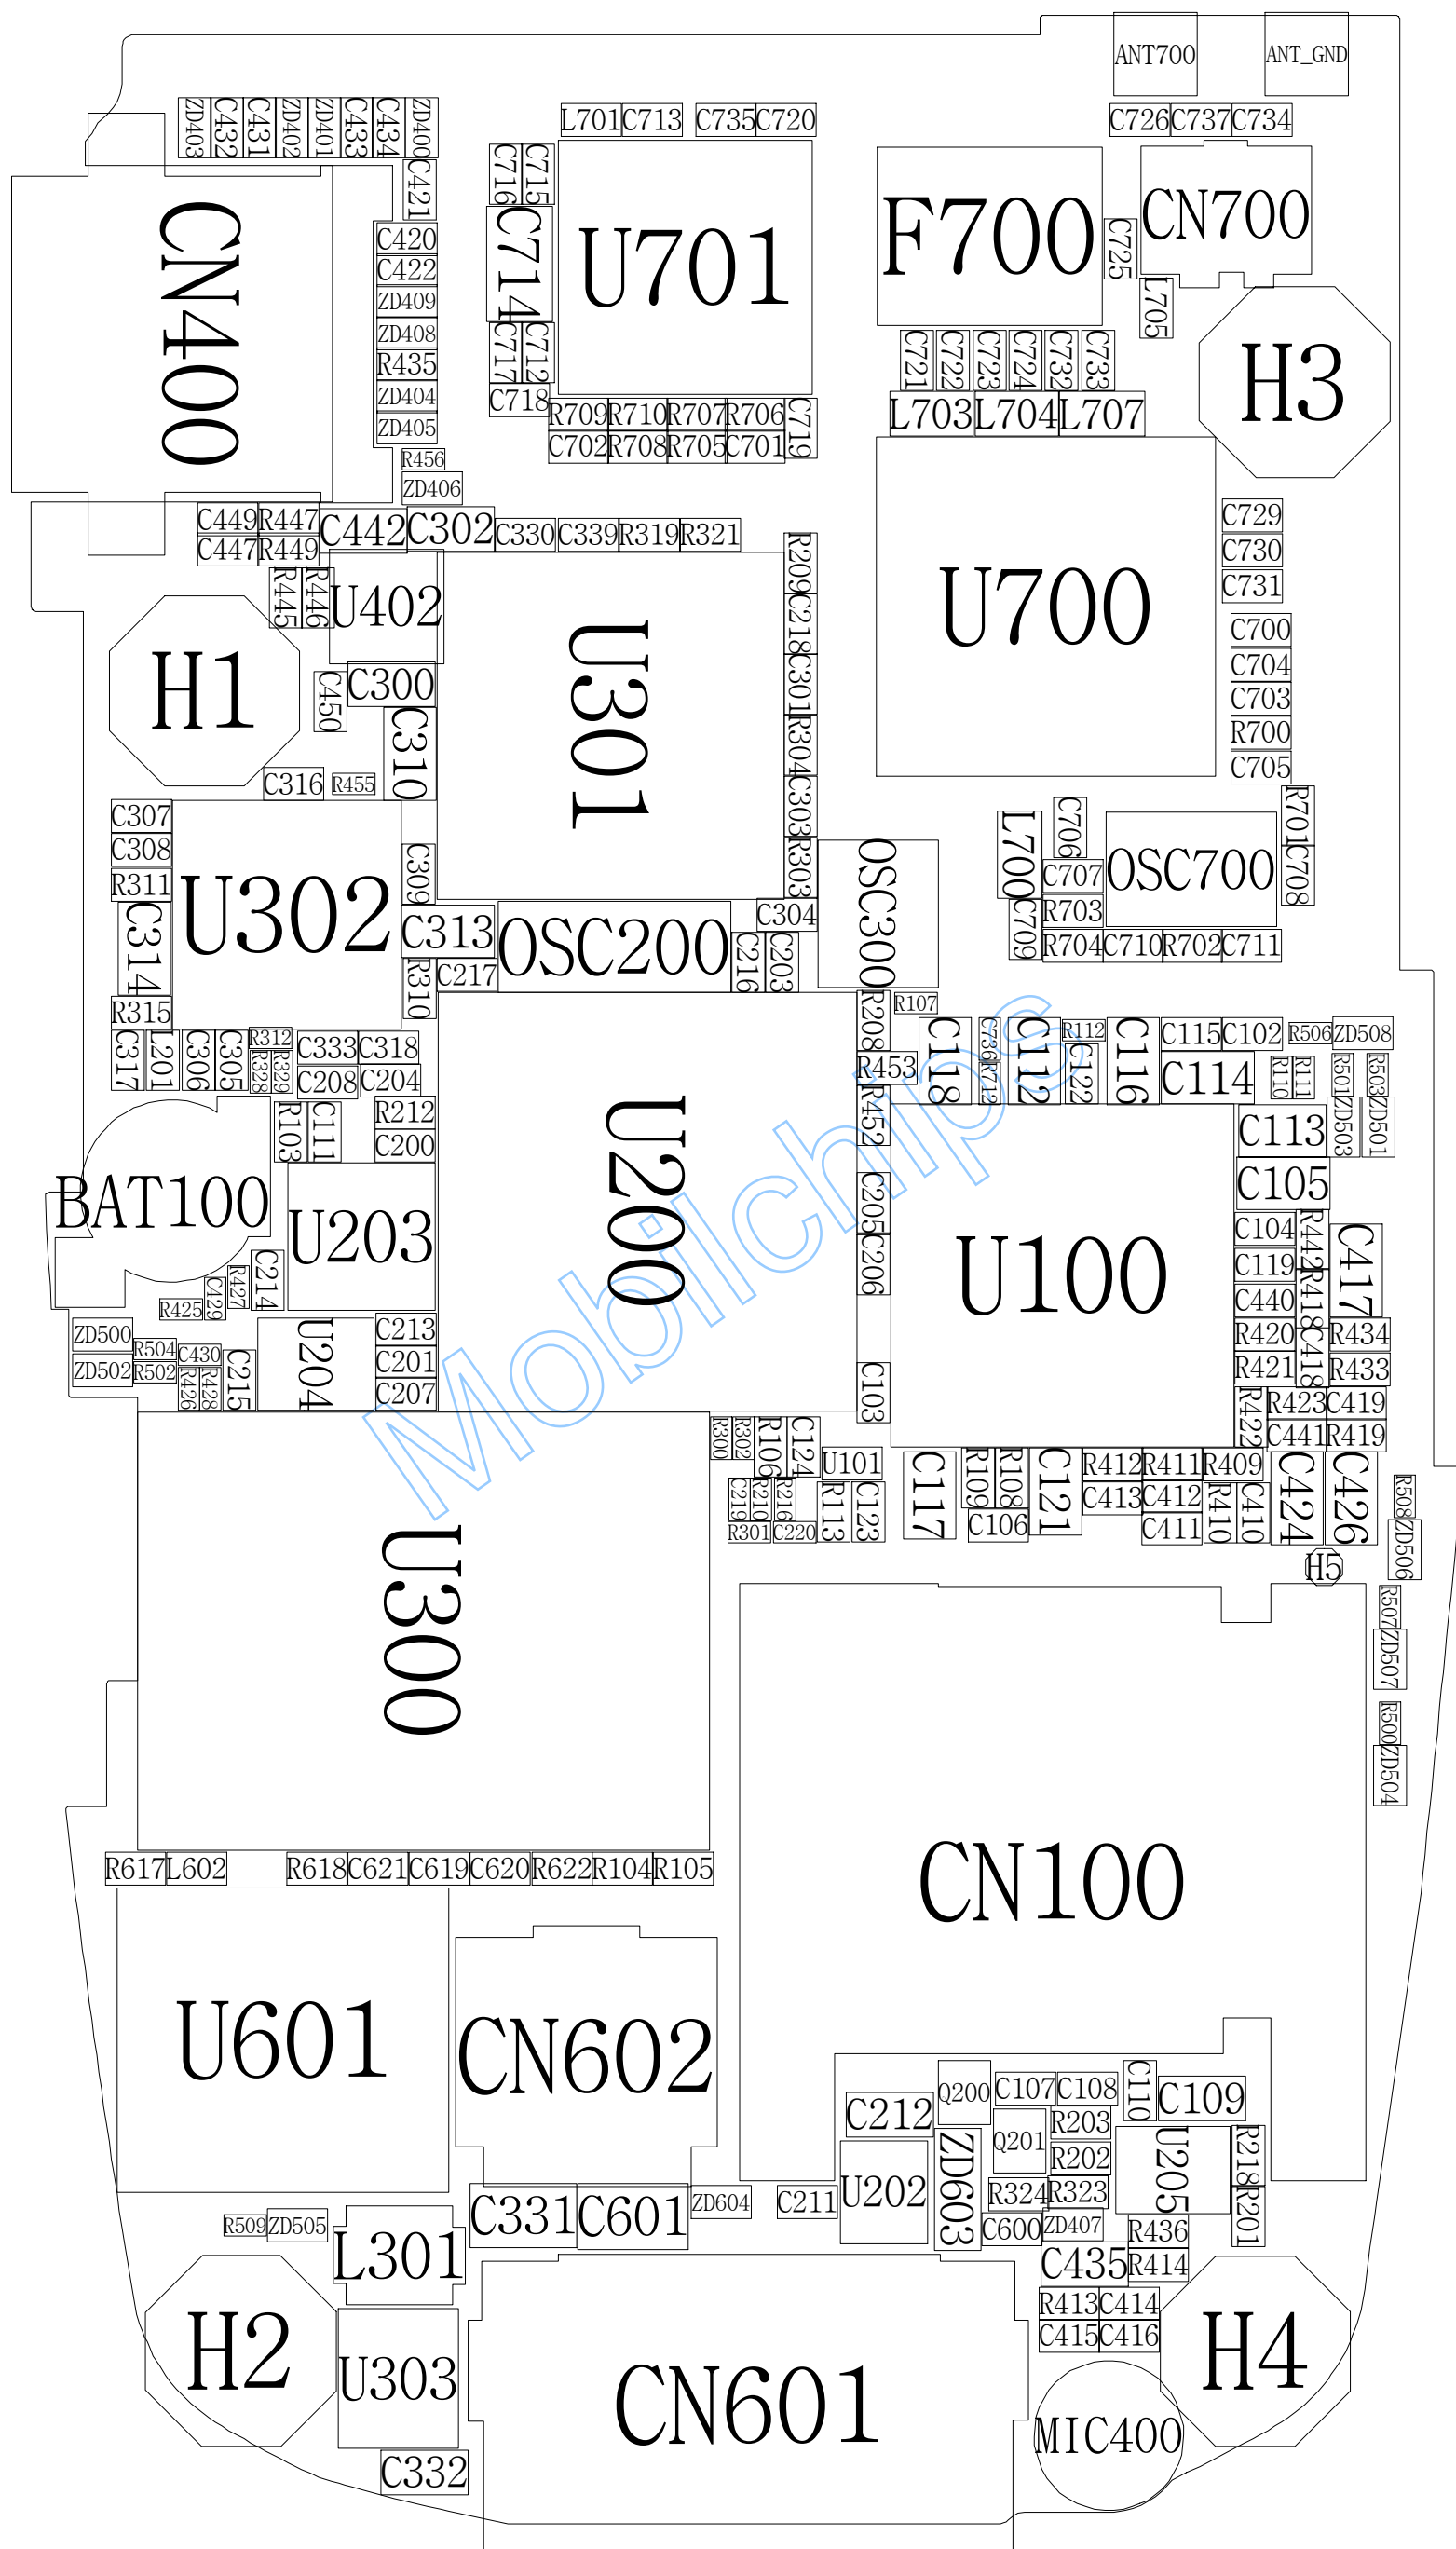 ANT700 ANT_GND
ZD403 C432 C431 ZD402 ZD401 C433 C434 ZD400
L701 C713 C735 C720
C726 C737 C734
C421
C716 C715
CN400
C714
U701
F700
C725
CN700
C420
C422
ZD409
ZD408
R435
ZD404
ZD405
L705
H3
C717 C712
C718
C721 C722 C723 C724 C732 C733
L703 L704 L707
R709 R710 R707 R706 C719
C702 R708 R705 C701
R456
ZD406
C449 R447 C442 C302 C330 C339 R319 R321
C447 R449
C729
C730
C731
R445 R446 U402
U301
R209
C218
C301
R304
C303
R303
U700
C700
C704
C703
R700
C705
H1
C450 C300
C310
C316 R455
C307
C308
R311
C314
R315
U302
C309
C313
R310 C217
OSC200
C304
C216 C203
OSC300
L700 C706
C707
R703
C709 R704 C710 R702 C711
OSC700
R701
C708
R107
R208
R453
R452
C118 C736 R712 C112 R112 C122 C116 C115 C102
C114
R506 ZD508
R110 R111 R501 R503
ZD503 ZD501
C317 L201 C306 C305 R312
R328 R329
C333 C318
C208 C204
R103 C111 R212
C200
BAT100
U203
U200
C205
C206
C103
U100
C113
C105
C104
C119
C440
R420
R421
R442
R418
C418
C417
R434
R433
R422 R423 C419
C441 R419
C214
R427
C429
R425
ZD500
ZD502
R504
R502
C430
R426 R428
C215
U204
C213
C201
C207
Mobilchips
U300
R300 R302 R106 C124
U101
C219 R210 R216
R301 C220
R113 C123
C117
R109 R108
C106
C121
R412 R411 R409
C413 C412
C411
R410 C410
C424 C426
R508
ZD506
H5
R507
ZD507
R500
ZD504
CN100
R617 L602 R618 C621 C619 C620 R622 R104 R105
U601
CN602
Q200 C107 C108 C110 C109
C212
Q201
R203
R202
U205
R218
R201
U202
ZD603
R324 R323
C600 ZD407
R436
C435 R414
R413 C414
C415 C416
C331 C601 ZD604 C211
R509 ZD505
L301
H2
U303
CN601
H4
MIC400
C332